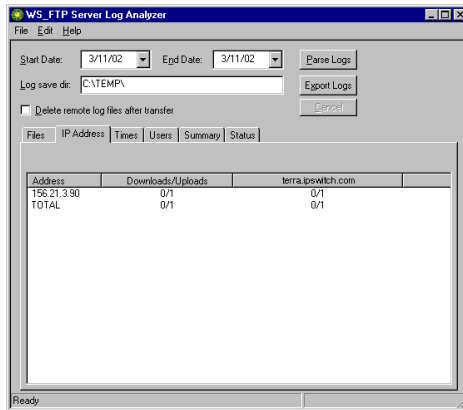 WS_FTP Server Log Analyzer
File Edit Help
Start Date: 3/11/02 End Date: 3/11/02 Parse Logs
Log save dir: C:\TEMP\ Export Logs
Delete remote log files after transfer Cancel
Files IP Address Times Users Summary Status
Address Downloads/Uploads terra.ipswitch.com
156.21.3.90 0/1 0/1
TOTAL 0/1 0/1
Ready